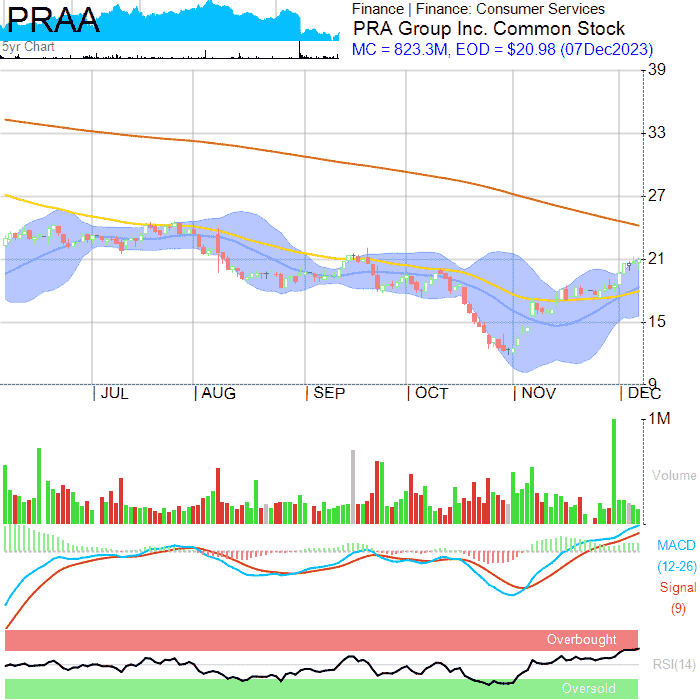 PRAA
5yr Chart
Finance | Finance: Consumer Services
PRA Group Inc. Common Stock
MC = 823.3M, EOD = $20.98 (07Dec2023)
39
33
27
21
15
9
JUL AUG SEP OCT NOV DEC
1M
Volume
MACD
(12-26)
Signal
(9)
Overbought
RSI(14)
Oversold